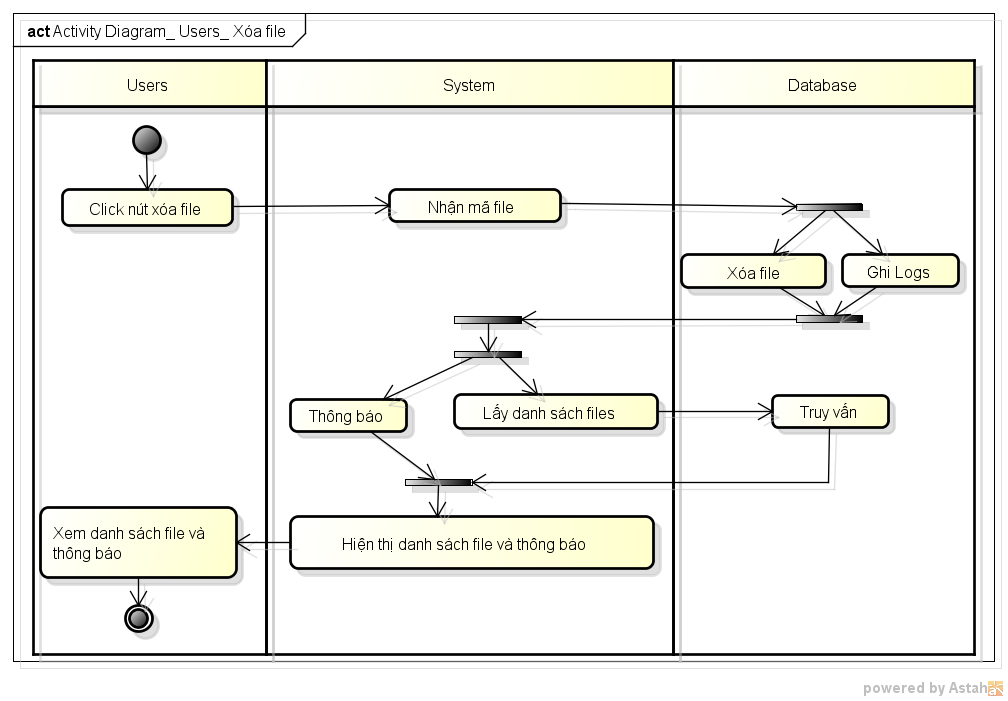 act Activity Diagram_ Users_ Xóa file
Users
System
Database
Click nút xóa file
Nhận mã file
Xóa file
Ghi Logs
Thông báo
Lấy danh sách files
Truy vấn
Xem danh sách file và
thông báo
Hiện thị danh sách file và thông báo
powered by Astah